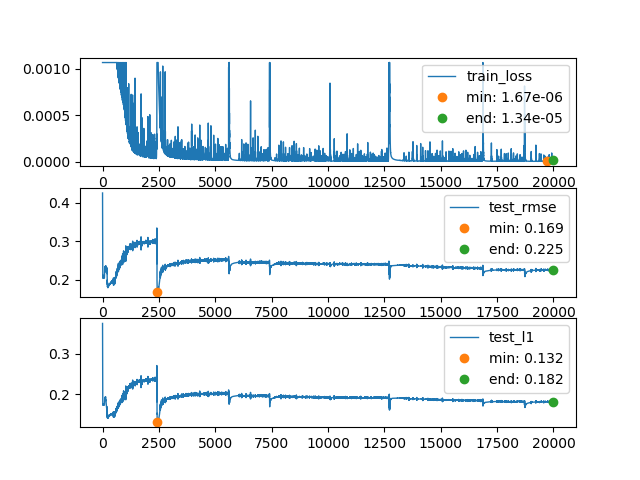 0.0010
0.0005
0.0000
train_loss
min: 1.67e-06
end: 1.34e-05
0 2500 5000 7500 10000 12500 15000 17500 20000
0.4
0.3
0.2
test_rmse
min: 0.169
end: 0.225
0 2500 5000 7500 10000 12500 15000 17500 20000
0.3
0.2
test_l1
min: 0.132
end: 0.182
0 2500 5000 7500 10000 12500 15000 17500 20000